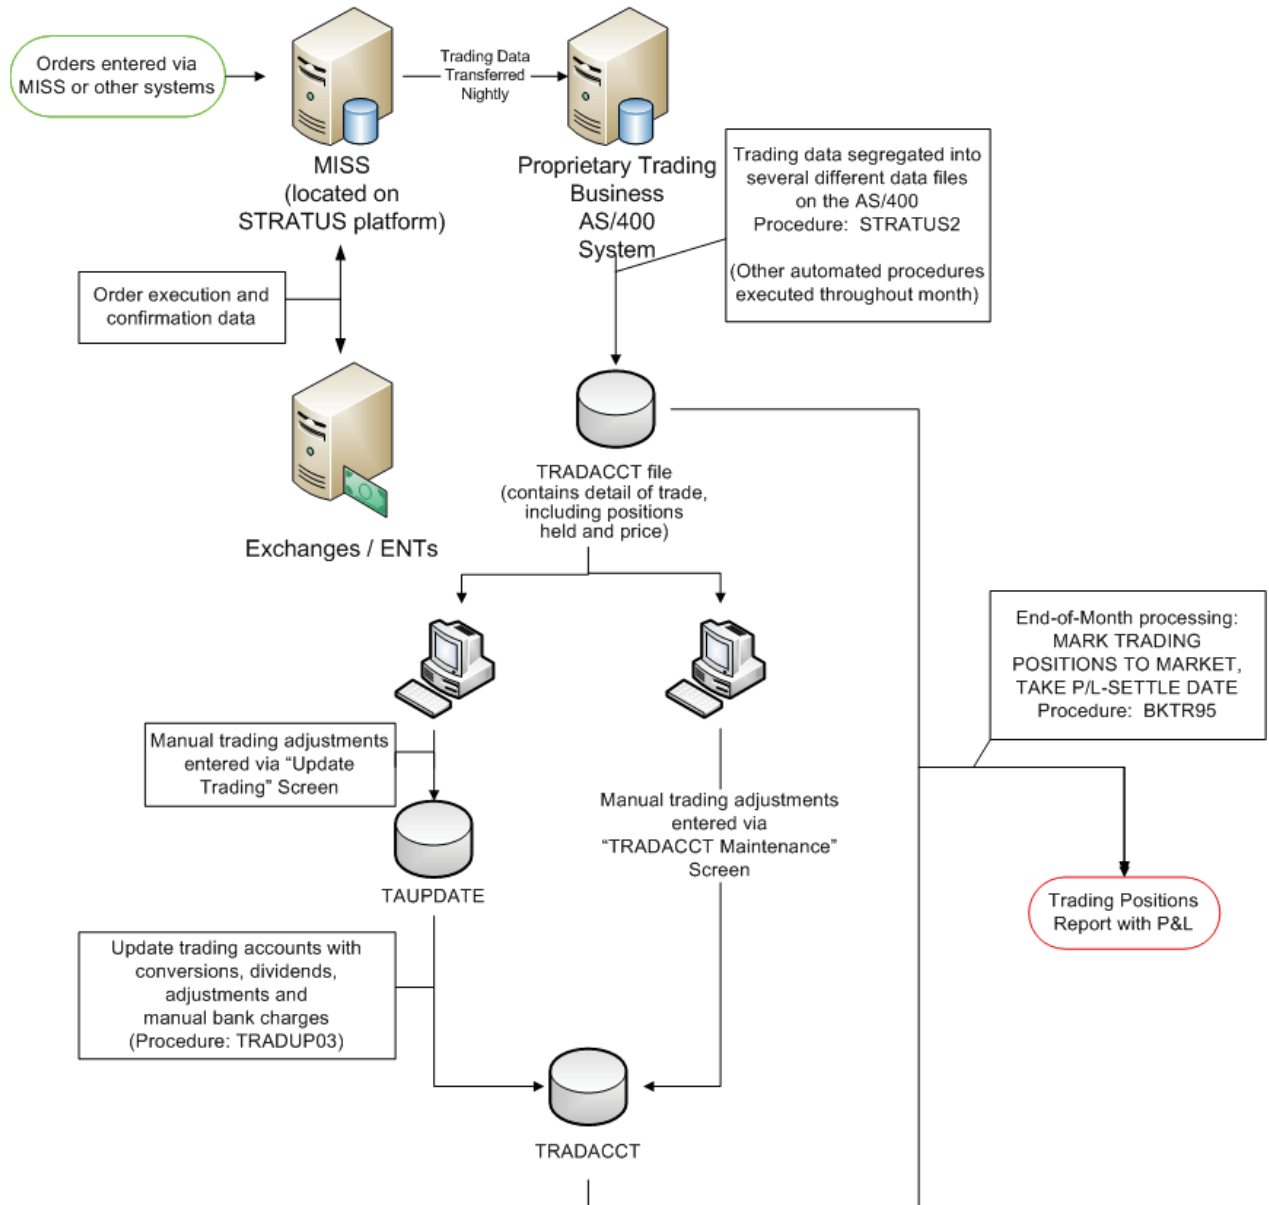 Orders entered via
MISS or other systems
Trading Data
Transferred
Nightly
MISS
(located on
STRATUS platform)
Proprietary Trading
Business
AS/400
System
Trading data segregated into
several different data files
on the AS/400
Procedure: STRATUS2
(Other automated procedures
executed throughout month)
Order execution and
confirmation data
Exchanges / ENTs
TRADACCT file
(contains detail of trade,
including positions
held and price)
End-of-Month processing:
MARK TRADING
POSITIONS TO MARKET,
TAKE P/L-SETTLE DATE
Procedure: BKTR95
Manual trading adjustments
entered via “Update
Trading” Screen
Manual trading adjustments
entered via
“TRADACCT Maintenance”
Screen
TAUPDATE
Trading Positions
Report with P&L
Update trading accounts with
conversions, dividends,
adjustments and
manual bank charges
(Procedure: TRADUP03)
TRADACCT